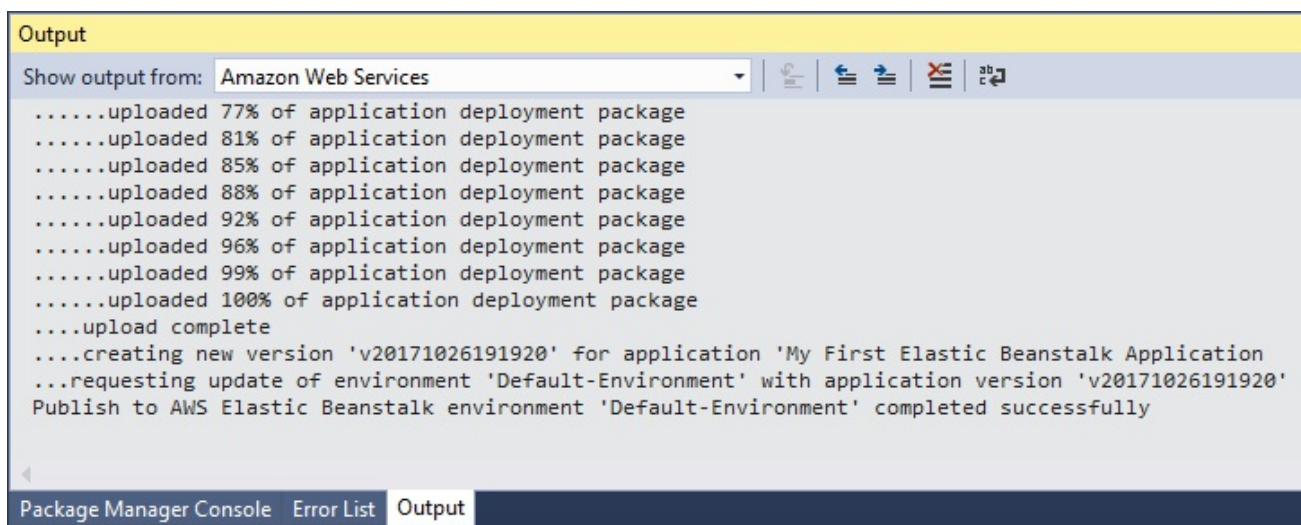 Output
Show output from: Amazon Web Services
......uploaded 77% of application deployment package
......uploaded 81% of application deployment package
......uploaded 85% of application deployment package
......uploaded 88% of application deployment package
......uploaded 92% of application deployment package
......uploaded 96% of application deployment package
......uploaded 99% of application deployment package
......uploaded 100% of application deployment package
....upload complete
....creating new version 'v20171026191920' for application 'My First Elastic Beanstalk Application
...requesting update of environment 'Default-Environment' with application version 'v20171026191920'
Publish to AWS Elastic Beanstalk environment 'Default-Environment' completed successfully
Package Manager Console Error List Output